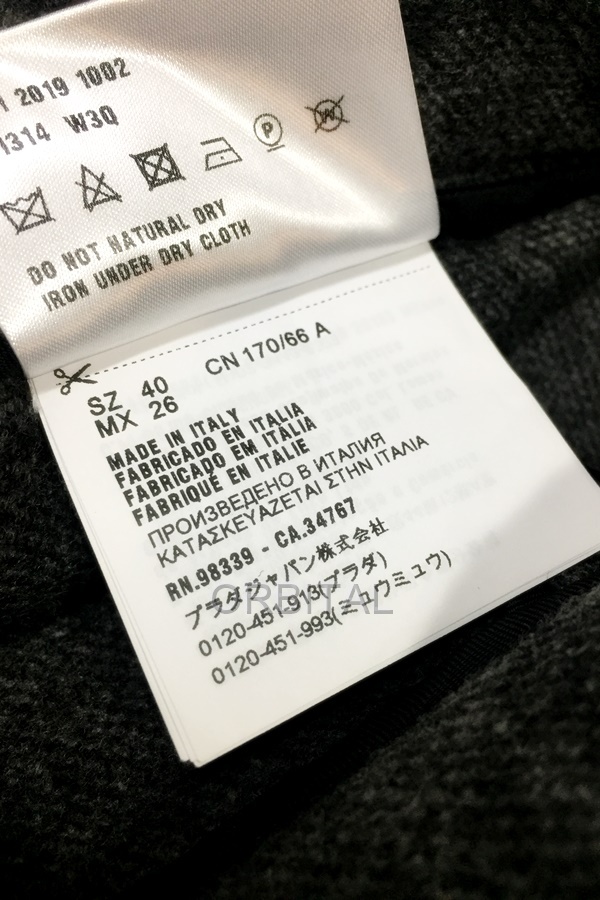 1 2019 1002
1314 W3Q
P
W
DO NOT NATURAL DRY
IRON UNDER DRY CLOTH
CN 170/66 A
SZ 40
MX 26
MADE IN ITALY
FABRICADO EN ITALIA
FABRICADO EM ITÁLIA
FABRIQUÉ EN ITALIE
ПРОИЗВЕДЕНО В ИТАЛИЯ
ΚΑΤΑΣΚΕΥΑΖΕΤΑΙ ΣΤΗΝ ΙΤΑΛΙΑ
RN.98339 - CA.34767
プラダジャパン株式会社
0120-451-913(プラダ)
0120-451-993(ミュウミュウ)
ORBITAL